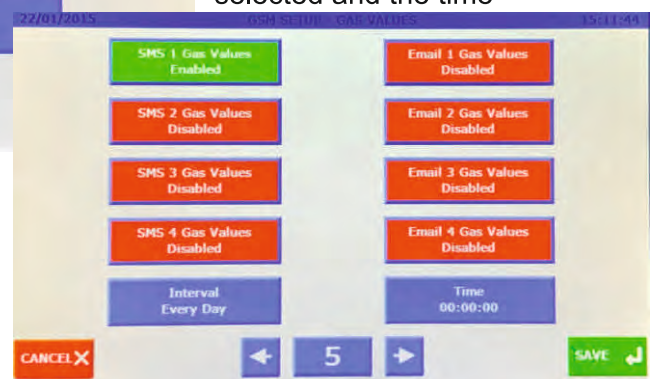 selected and the time
22/01/2015 GSM SETUP - GAS VALUES 15:11:44
SMS 1 Gas Values
Enabled
Email 1 Gas Values
Disabled
SMS 2 Gas Values
Disabled
Email 2 Gas Values
Disabled
SMS 3 Gas Values
Disabled
Email 3 Gas Values
Disabled
SMS 4 Gas Values
Disabled
Email 4 Gas Values
Disabled
Interval
Every Day
Time
00:00:00
CANCEL X
5
SAVE